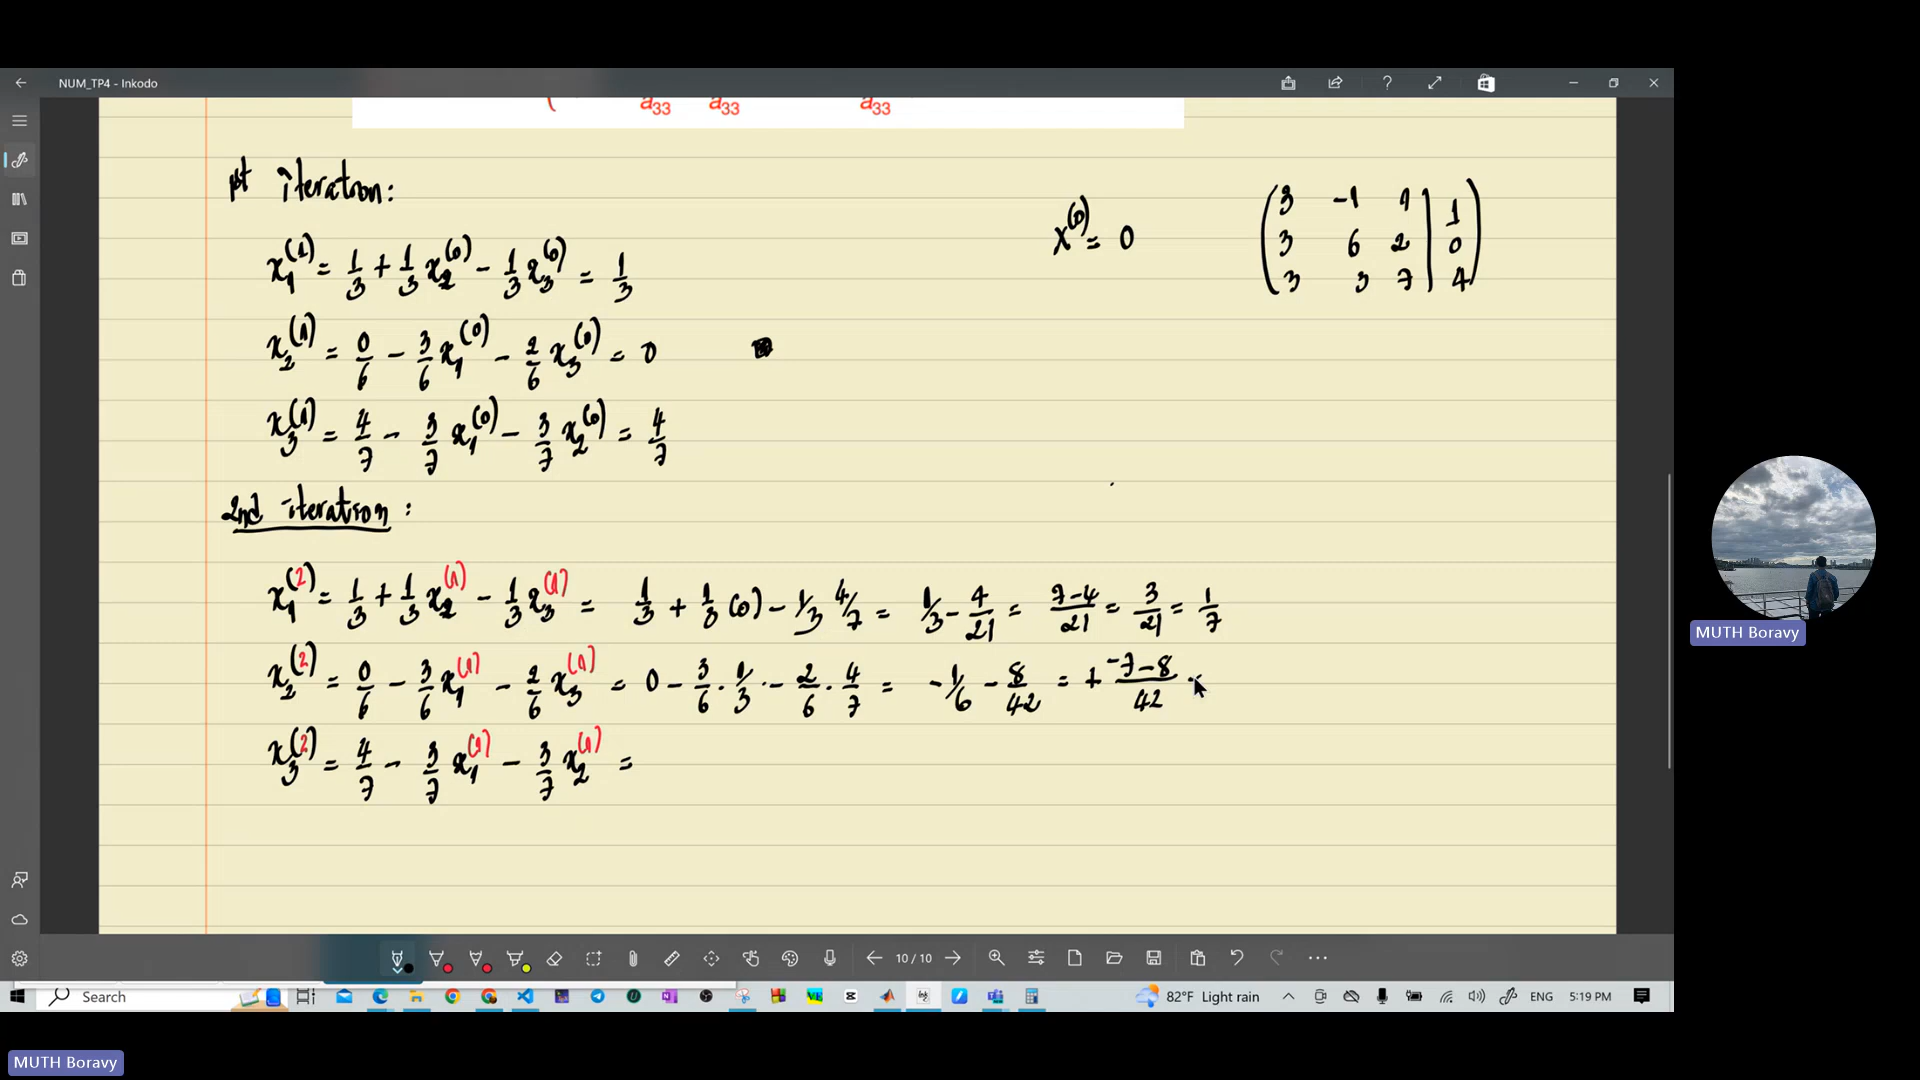 NUM_TP4 - Inkodo
a33 a33 a33
1st iteration:
x^(0) = 0
(3 -1 1 | 1
3 6 2 | 0
3 3 7 | 4)
x1^(1) = 1/3 + 1/3 x2^(0) - 1/3 x3^(0) = 1/3
x2^(1) = 0/6 - 3/6 x1^(0) - 2/6 x3^(0) = 0
x3^(1) = 4/7 - 3/7 x1^(0) - 3/7 x2^(0) = 4/7
2nd iteration:
x1^(2) = 1/3 + 1/3 x2^(1) - 1/3 x3^(1) = 1/3 + 1/3 (0) - 1/3 4/7 = 1/3 - 4/21 = 7-4/21 = 3/21 = 1/7
x2^(2) = 0/6 - 3/6 x1^(1) - 2/6 x3^(1) = 0 - 3/6 . 1/3 . - 2/6 . 4/7 = -1/6 - 8/42 = + -7-8/42
x3^(2) = 4/7 - 3/7 x1^(1) - 3/7 x2^(1) =
MUTH Boravy
10 / 10
Search
82°F Light rain
ENG
5:19 PM
MUTH Boravy